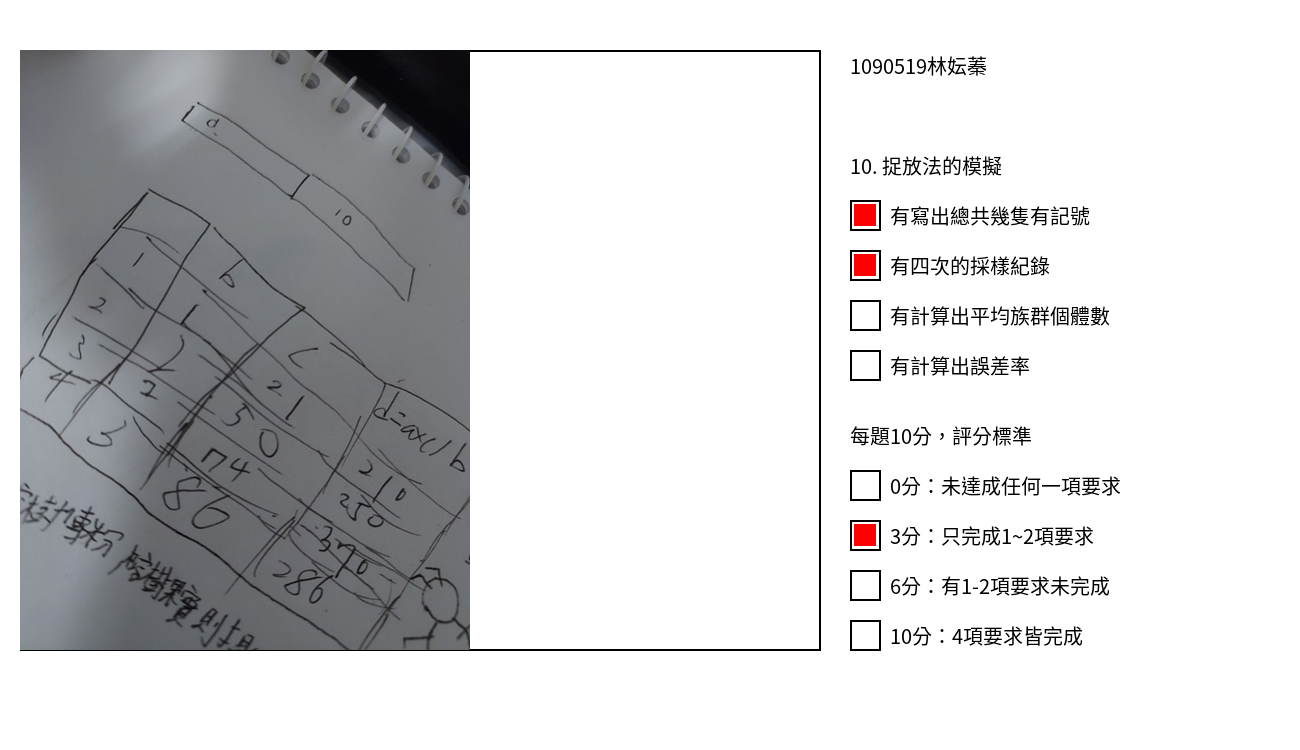 1090519林妘蓁
10. 捉放法的模擬
有寫出總共幾隻有記號
有四次的採樣紀錄
有計算出平均族群個體數
有計算出誤差率
每題10分，評分標準
0分：未達成任何一項要求
3分：只完成1~2項要求
6分：有1-2項要求未完成
10分：4項要求皆完成
a
10
b
c
d=axc/b
1
1
21
210
2
2
50
250
3
2
74
370
4
3
86
286